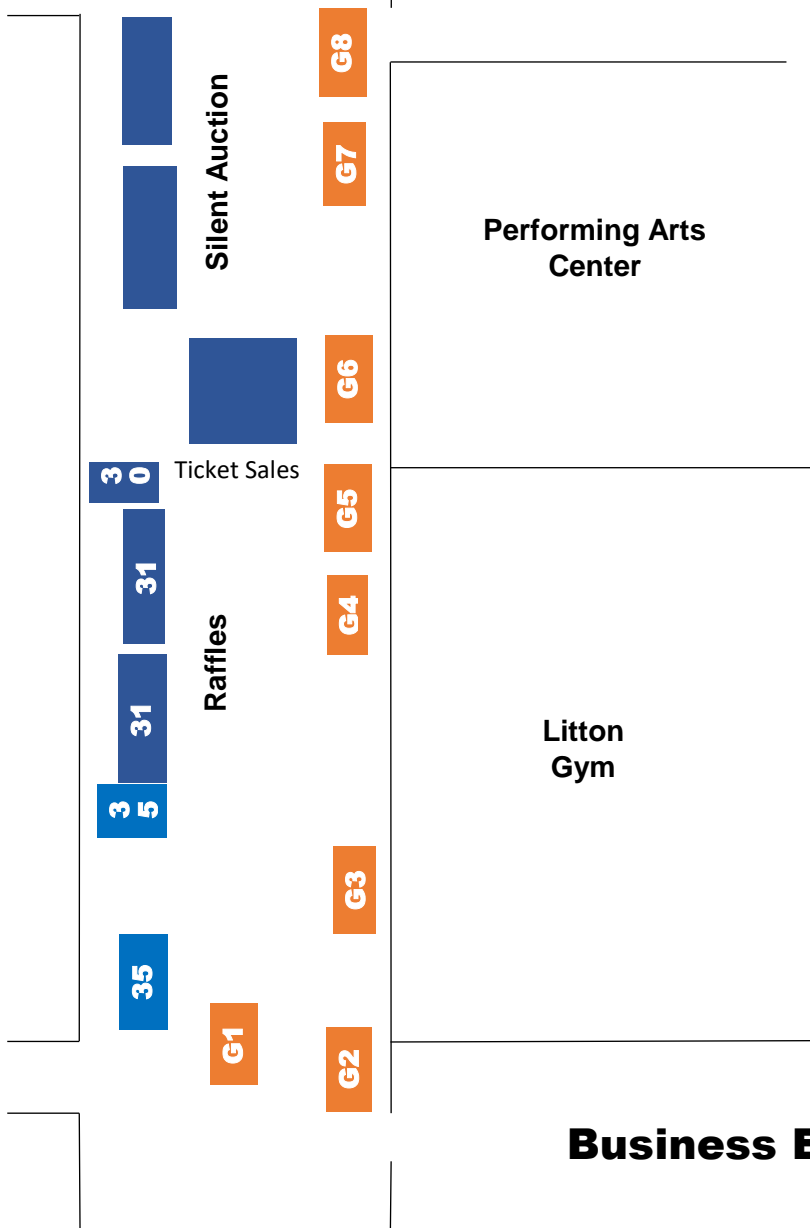 G8
Silent Auction
G7
Performing Arts
Center
G6
Ticket Sales
30
G5
31
G4
Raffles
31
Litton
Gym
35
G3
35
G1
G2
Business E